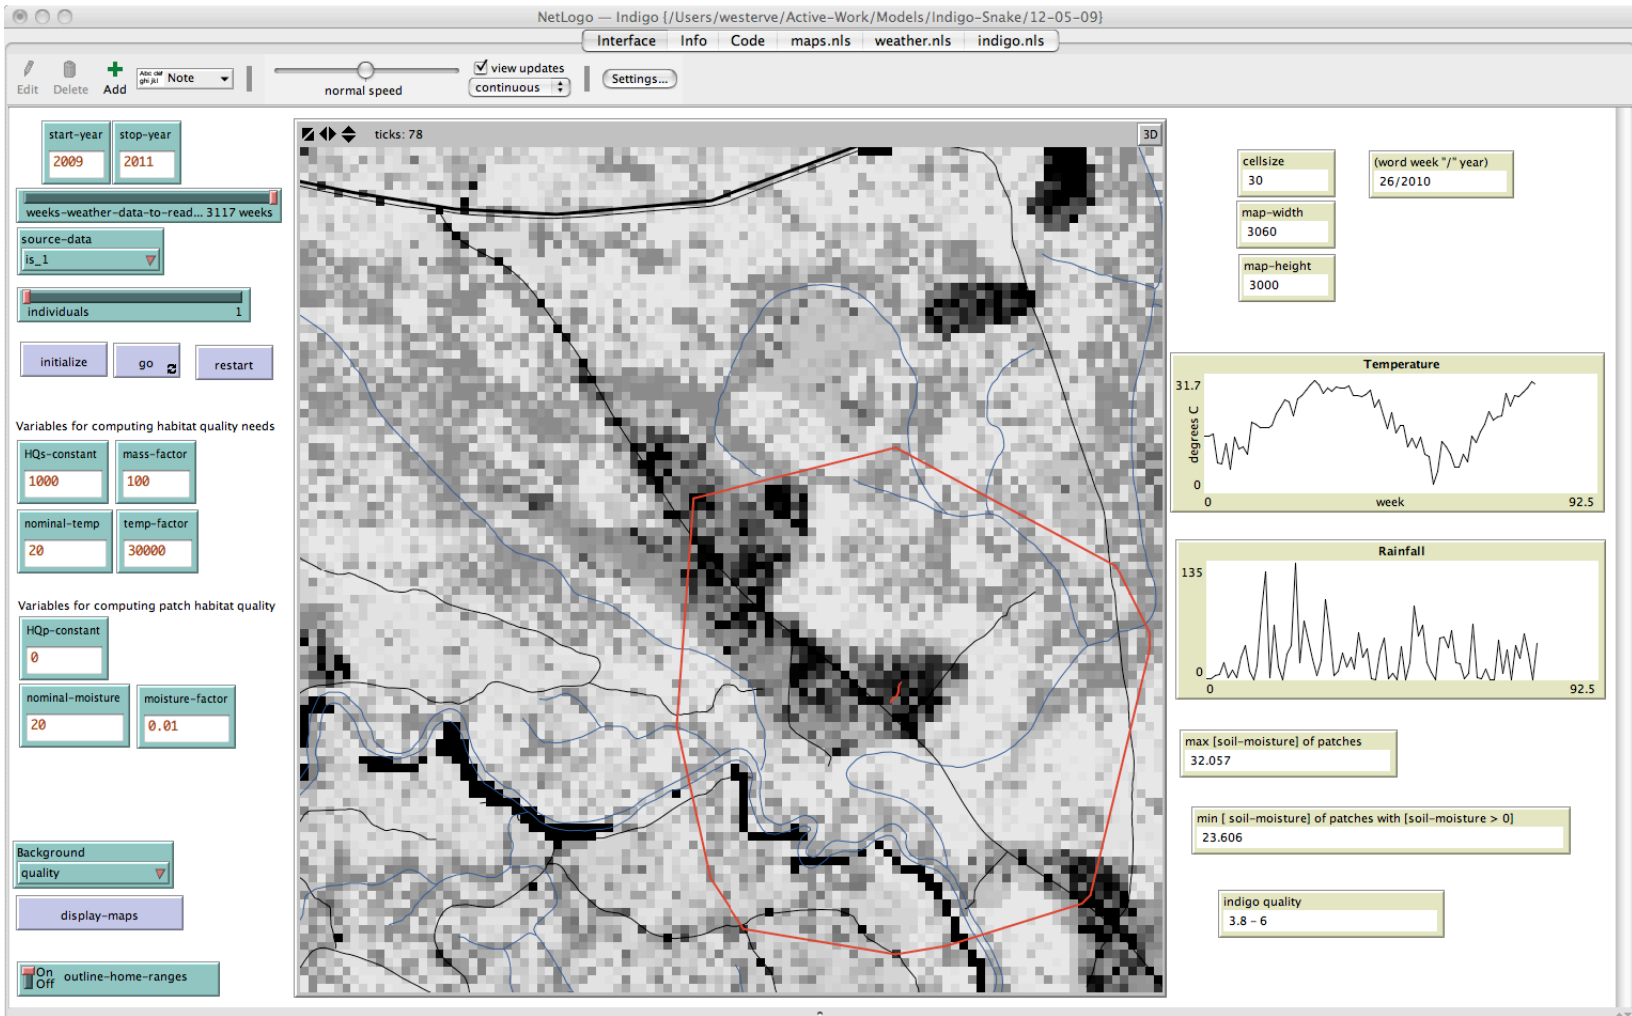 NetLogo — Indigo {/Users/westerve/Active-Work/Models/Indigo-Snake/12-05-09}
Interface Info Code maps.nls weather.nls indigo.nls
Edit Delete Add
Abc def
ghi jkl
Note
normal speed
view updates
continuous
Settings...
start-year
2009
stop-year
2011
weeks-weather-data-to-read... 3117 weeks
source-data
is_1
individuals 1
initialize
go
restart
Variables for computing habitat quality needs
HQs-constant
1000
mass-factor
100
nominal-temp
20
temp-factor
30000
Variables for computing patch habitat quality
HQp-constant
0
nominal-moisture
20
moisture-factor
0.01
Background
quality
display-maps
On
Off
outline-home-ranges
ticks: 78
3D
cellsize
30
(word week "/" year)
26/2010
map-width
3060
map-height
3000
Temperature
31.7
degrees C
0
0 week 92.5
Rainfall
135
0
0 92.5
max [soil-moisture] of patches
32.057
min [ soil-moisture] of patches with [soil-moisture > 0]
23.606
indigo quality
3.8 - 6